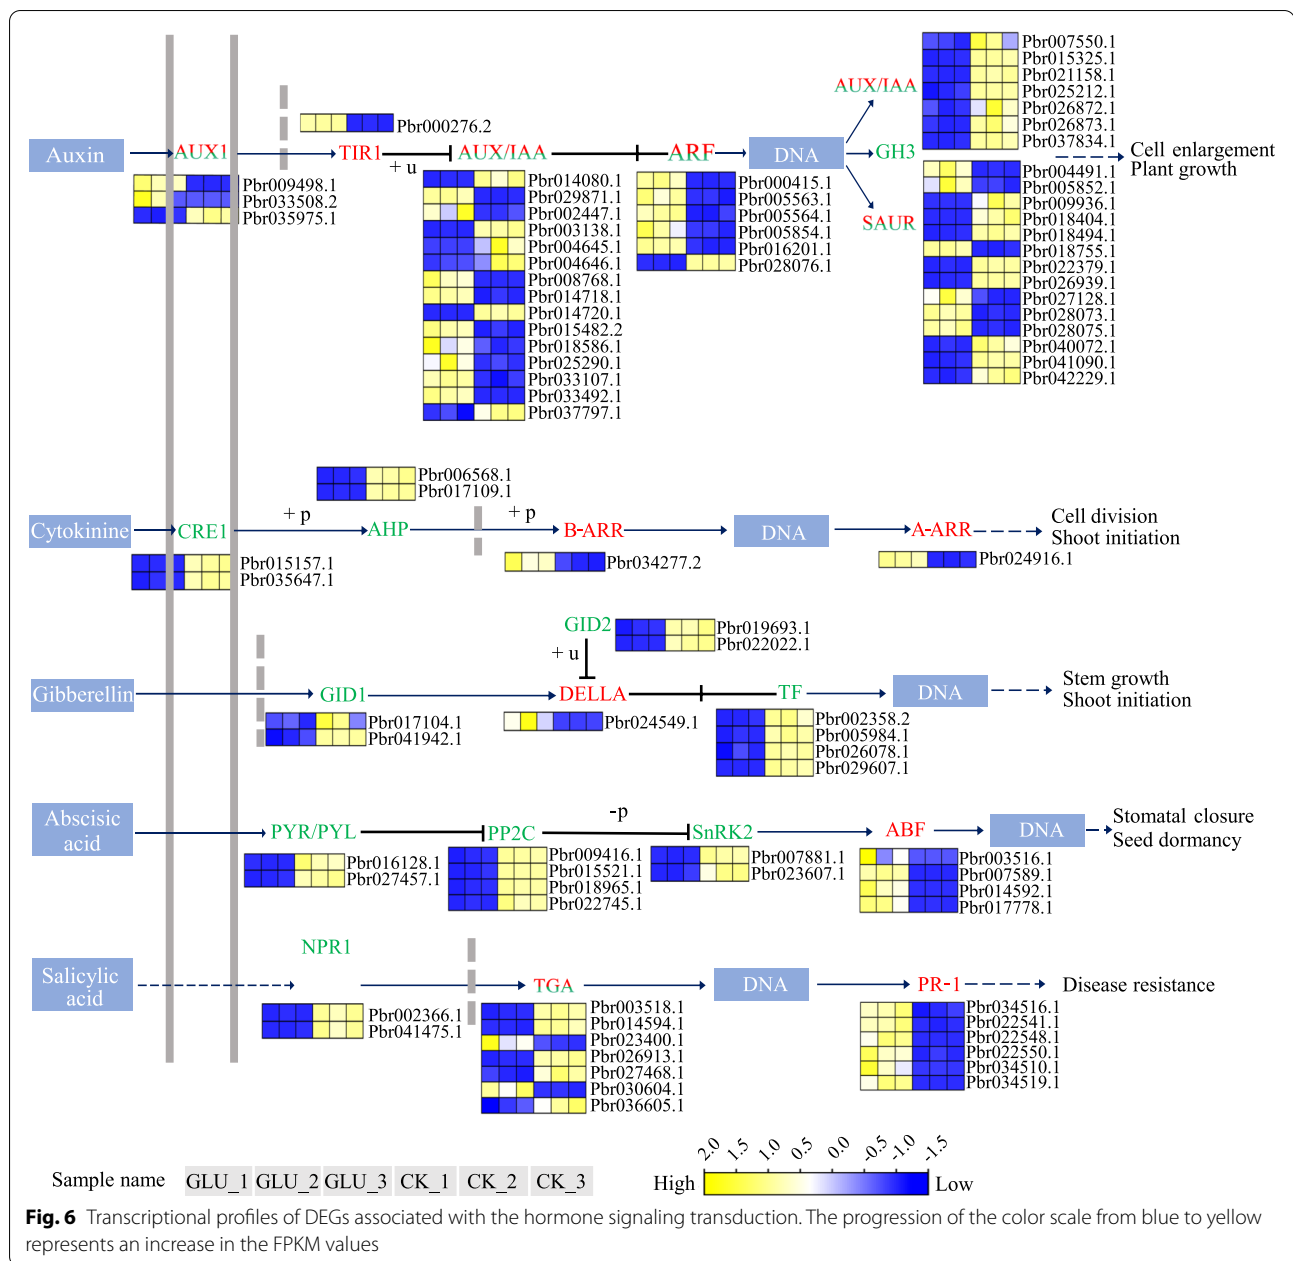 Auxin
AUX1
Pbr009498.1
Pbr033508.2
Pbr035975.1
Pbr000276.2
TIR1
+ u
AUX/IAA
Pbr014080.1
Pbr029871.1
Pbr002447.1
Pbr003138.1
Pbr004645.1
Pbr004646.1
Pbr008768.1
Pbr014718.1
Pbr014720.1
Pbr015482.2
Pbr018586.1
Pbr025290.1
Pbr033107.1
Pbr033492.1
Pbr037797.1
ARF
Pbr000415.1
Pbr005563.1
Pbr005564.1
Pbr005854.1
Pbr016201.1
Pbr028076.1
DNA
AUX/IAA
GH3
SAUR
Pbr007550.1
Pbr015325.1
Pbr021158.1
Pbr025212.1
Pbr026872.1
Pbr026873.1
Pbr037834.1
Pbr004491.1
Pbr005852.1
Pbr009936.1
Pbr018404.1
Pbr018494.1
Pbr018755.1
Pbr022379.1
Pbr026939.1
Pbr027128.1
Pbr028073.1
Pbr028075.1
Pbr040072.1
Pbr041090.1
Pbr042229.1
Cell enlargement
Plant growth
Cytokinine
CRE1
Pbr015157.1
Pbr035647.1
+ p
Pbr006568.1
Pbr017109.1
AHP
+ p
B-ARR
Pbr034277.2
DNA
A-ARR
Pbr024916.1
Cell division
Shoot initiation
Gibberellin
GID1
Pbr017104.1
Pbr041942.1
GID2
Pbr019693.1
Pbr022022.1
+ u
DELLA
Pbr024549.1
TF
Pbr002358.2
Pbr005984.1
Pbr026078.1
Pbr029607.1
DNA
Stem growth
Shoot initiation
Abscisic
acid
PYR/PYL
Pbr016128.1
Pbr027457.1
PP2C
Pbr009416.1
Pbr015521.1
Pbr018965.1
Pbr022745.1
-p
SnRK2
Pbr007881.1
Pbr023607.1
ABF
Pbr003516.1
Pbr007589.1
Pbr014592.1
Pbr017778.1
DNA
Stomatal closure
Seed dormancy
Salicylic
acid
NPR1
Pbr002366.1
Pbr041475.1
TGA
Pbr003518.1
Pbr014594.1
Pbr023400.1
Pbr026913.1
Pbr027468.1
Pbr030604.1
Pbr036605.1
DNA
PR-1
Pbr034516.1
Pbr022541.1
Pbr022548.1
Pbr022550.1
Pbr034510.1
Pbr034519.1
Disease resistance
Sample name GLU_1 GLU_2 GLU_3 CK_1 CK_2 CK_3
2.0 1.5 0.5 0.0 -0.5 -1.0 -1.5
High Low
Fig. 6 Transcriptional profiles of DEGs associated with the hormone signaling transduction. The progression of the color scale from blue to yellow
represents an increase in the FPKM values